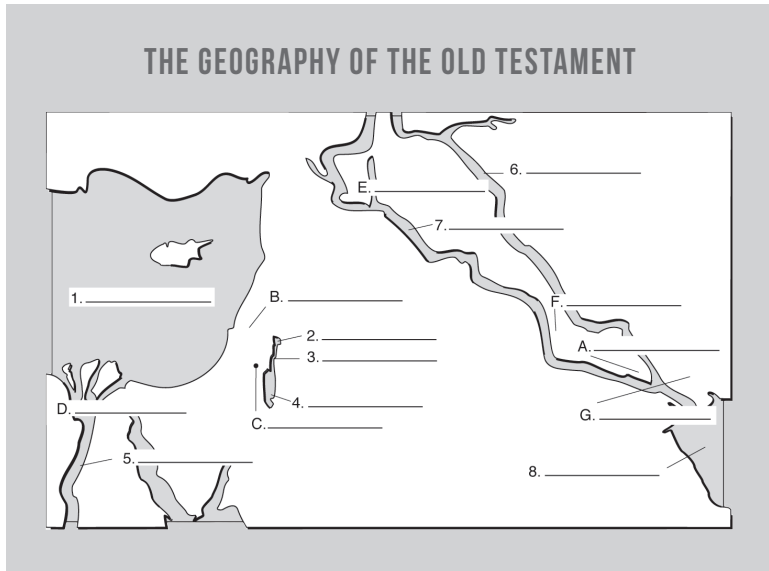 THE GEOGRAPHY OF THE OLD TESTAMENT
6.
E.
7.
B.
1.
F.
2.
A.
3.
4.
D.
G.
C.
5.
8.